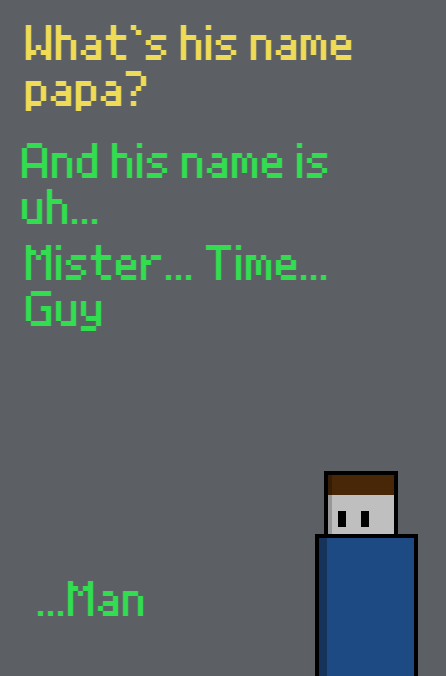 What`s his name
papa?
And his name is
uh...
Mister... Time...
Guy
...Man